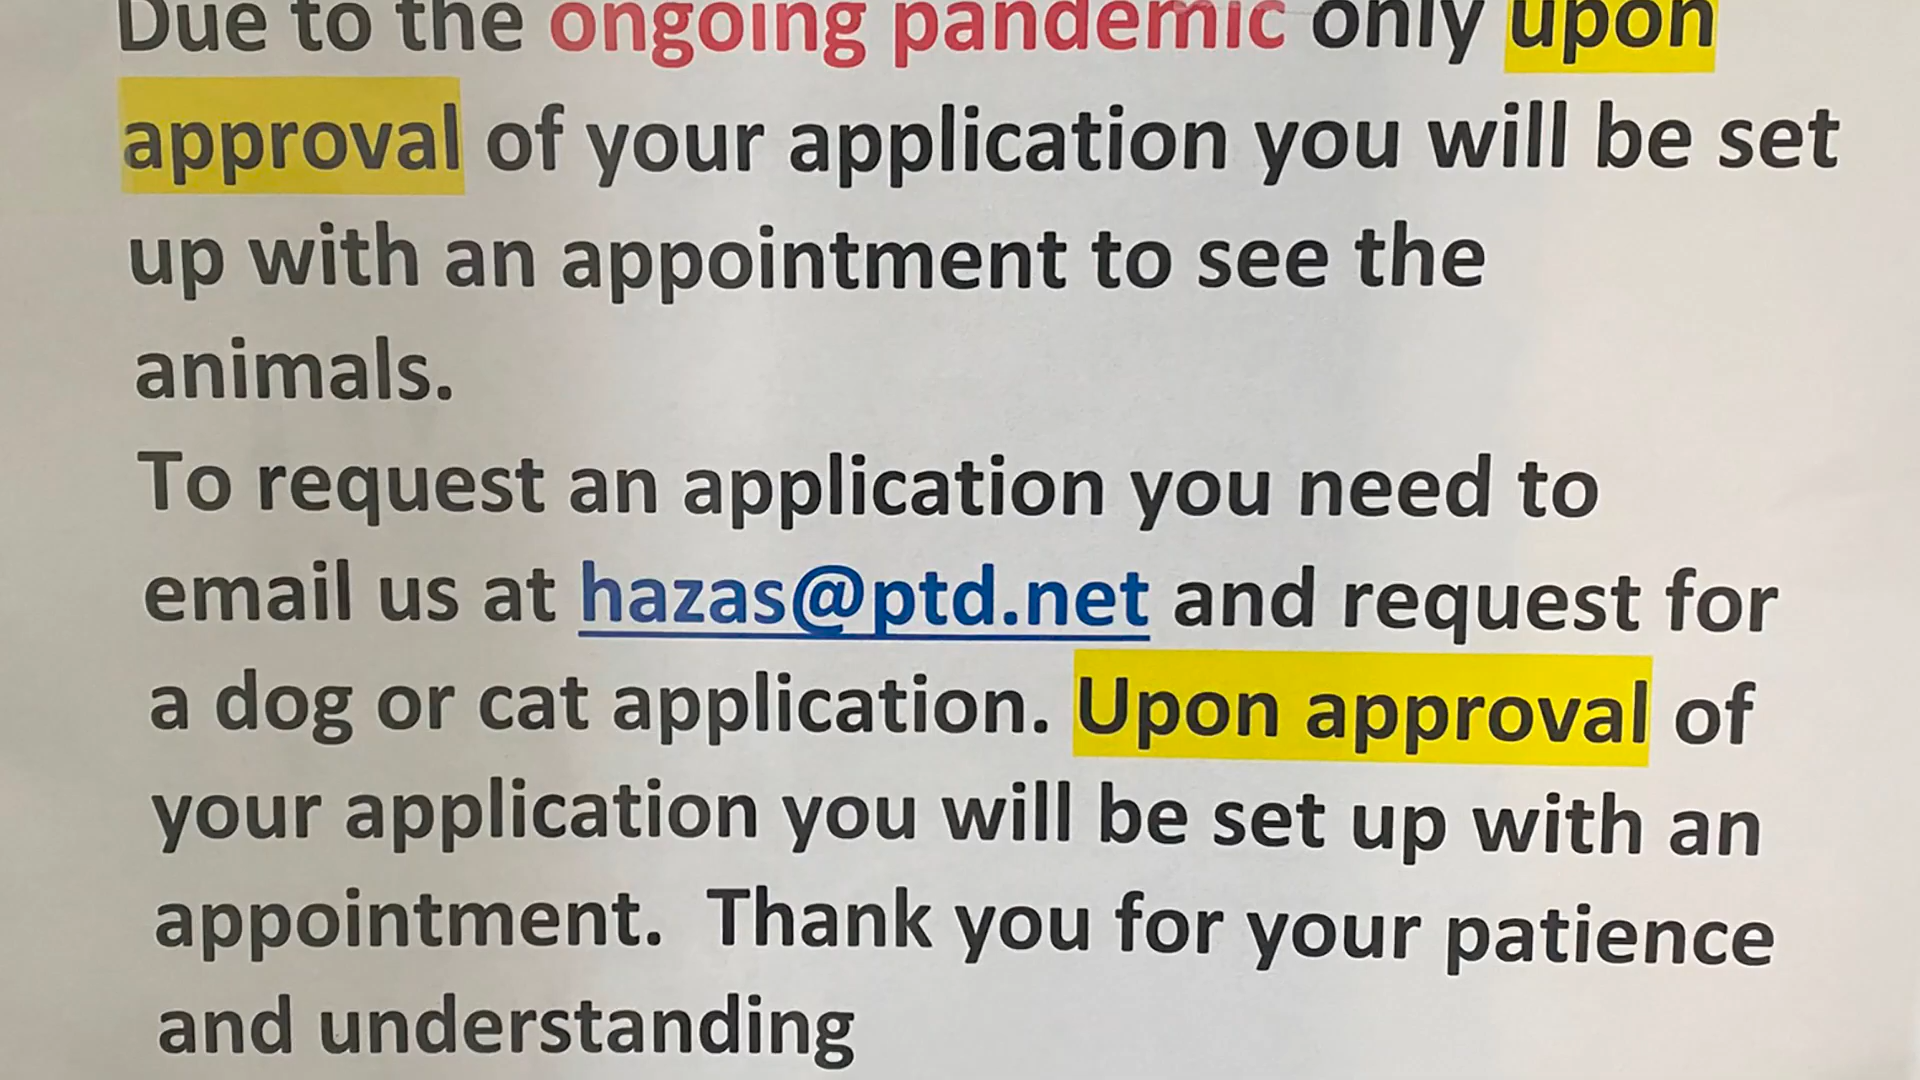 Due to the ongoing pandemic only upon
approval of your application you will be set
up with an appointment to see the
animals.
To request an application you need to
email us at hazas@ptd.net and request for
a dog or cat application. Upon approval of
your application you will be set up with an
appointment. Thank you for your patience
and understanding